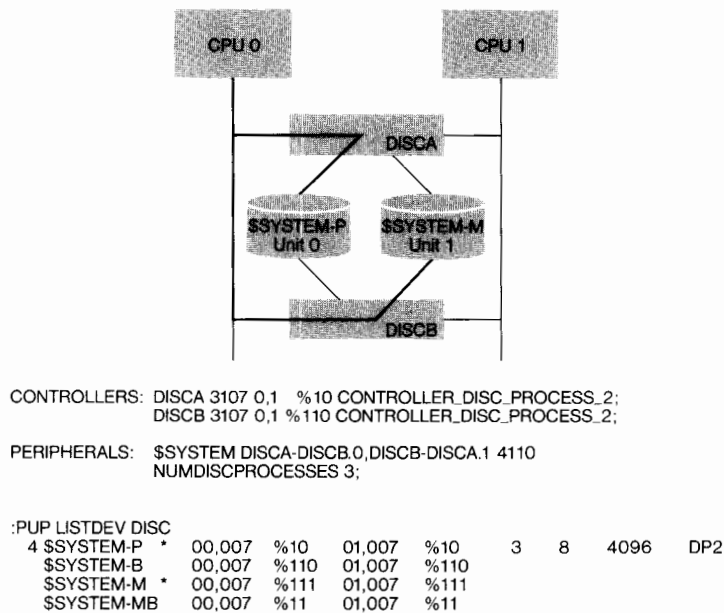 CPU 0
CPU 1
DISCA
$SYSTEM-P
Unit 0
$SYSTEM-M
Unit 1
DISCB
CONTROLLERS: DISCA 3107 0,1 %10 CONTROLLER_DISC_PROCESS_2;
DISCB 3107 0,1 %110 CONTROLLER_DISC_PROCESS_2;
PERIPHERALS: $SYSTEM DISCA-DISCB.0,DISCB-DISCA.1 4110
NUMDISCPROCESSES 3;
:PUP LISTDEV DISC
4 $SYSTEM-P * 00,007 %10 01,007 %10 3 8 4096 DP2
$SYSTEM-B 00,007 %110 01,007 %110
$SYSTEM-M * 00,007 %111 01,007 %111
$SYSTEM-MB 00,007 %11 01,007 %11